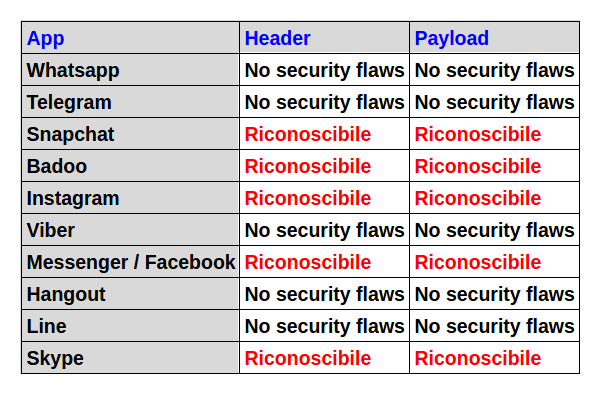 App Header Payload
Whatsapp No security flaws No security flaws
Telegram No security flaws No security flaws
Snapchat Riconoscibile Riconoscibile
Badoo Riconoscibile Riconoscibile
Instagram Riconoscibile Riconoscibile
Viber No security flaws No security flaws
Messenger / Facebook Riconoscibile Riconoscibile
Hangout No security flaws No security flaws
Line No security flaws No security flaws
Skype Riconoscibile Riconoscibile